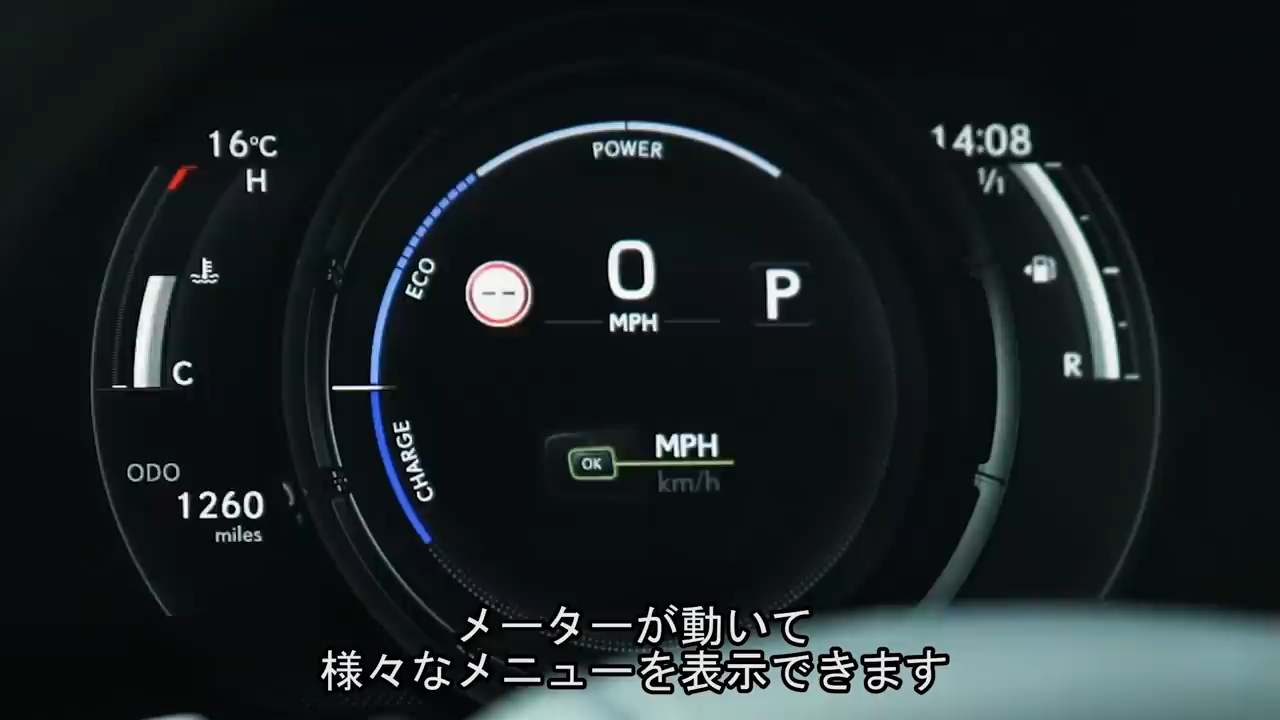 16℃
H
C
ODO
1260
miles
POWER
ECO
CHARGE
--
0
MPH
P
OK
MPH
km/h
14:08
1/1
R
メーターが動いて
様々なメニューを表示できます